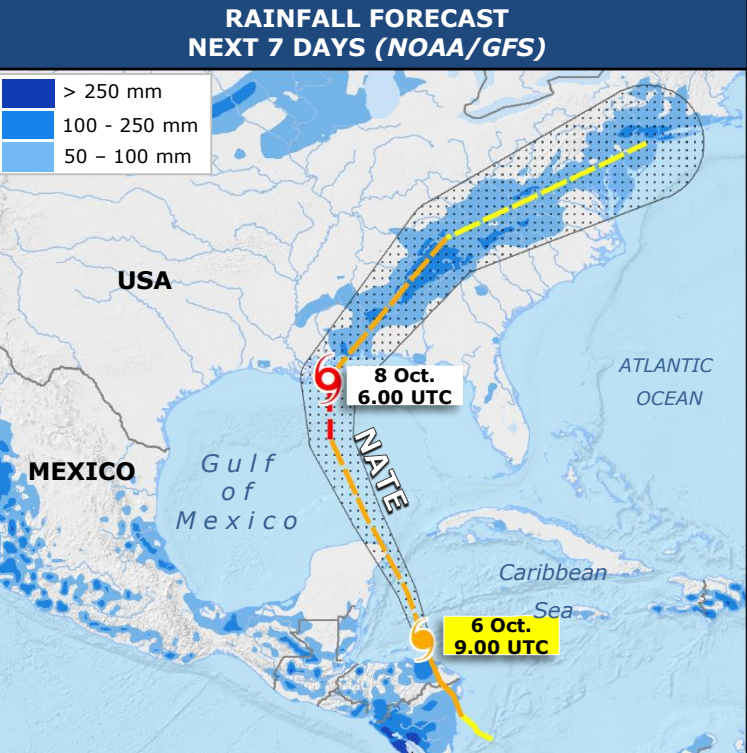 RAINFALL FORECAST
NEXT 7 DAYS (NOAA/GFS)
> 250 mm
100 - 250 mm
50 – 100 mm
USA
ATLANTIC
OCEAN
8 Oct.
6.00 UTC
NATE
MEXICO
Gulf
of
Mexico
Caribbean
Sea
6 Oct.
9.00 UTC